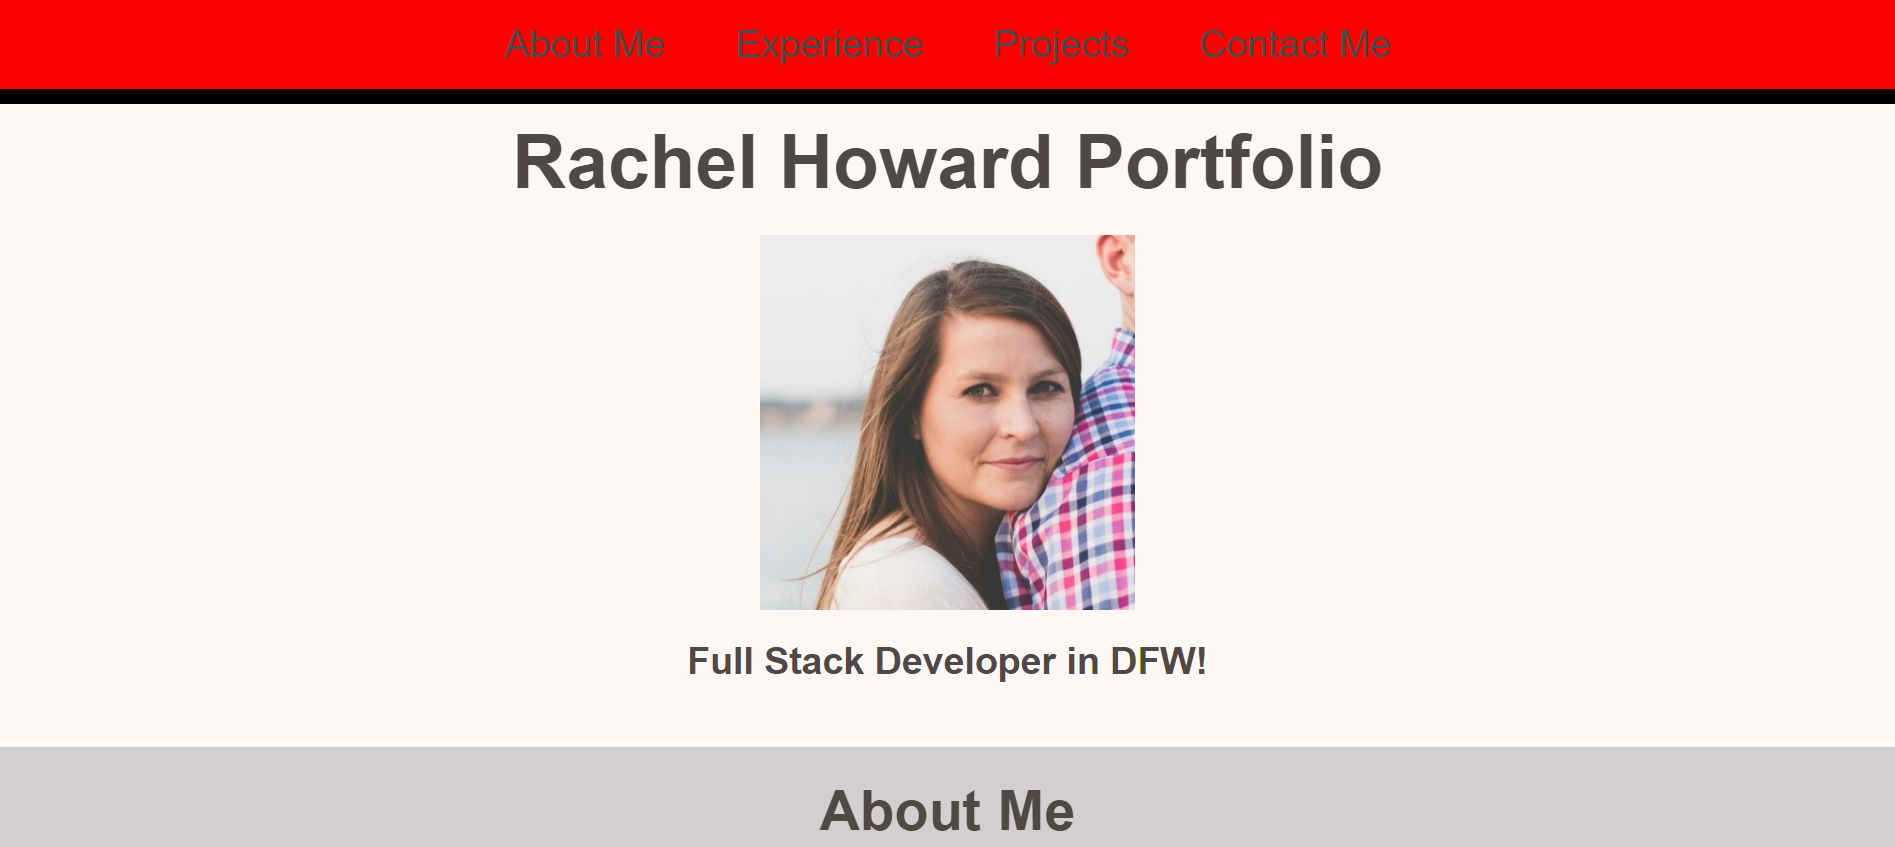 About Me Experience Projects Contact Me
Rachel Howard Portfolio
Full Stack Developer in DFW!
About Me